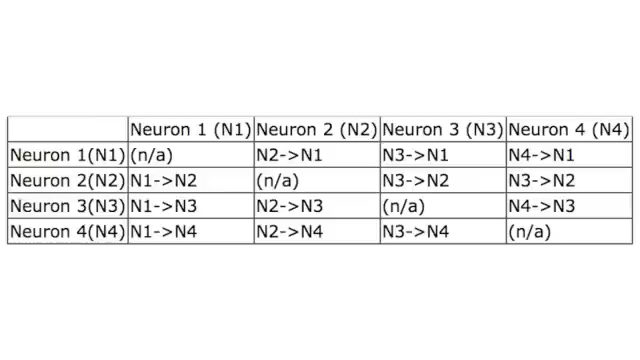 Neuron 1 (N1) Neuron 2 (N2) Neuron 3 (N3) Neuron 4 (N4)
Neuron 1(N1) (n/a) N2->N1 N3->N1 N4->N1
Neuron 2(N2) N1->N2 (n/a) N3->N2 N3->N2
Neuron 3(N3) N1->N3 N2->N3 (n/a) N4->N3
Neuron 4(N4) N1->N4 N2->N4 N3->N4 (n/a)